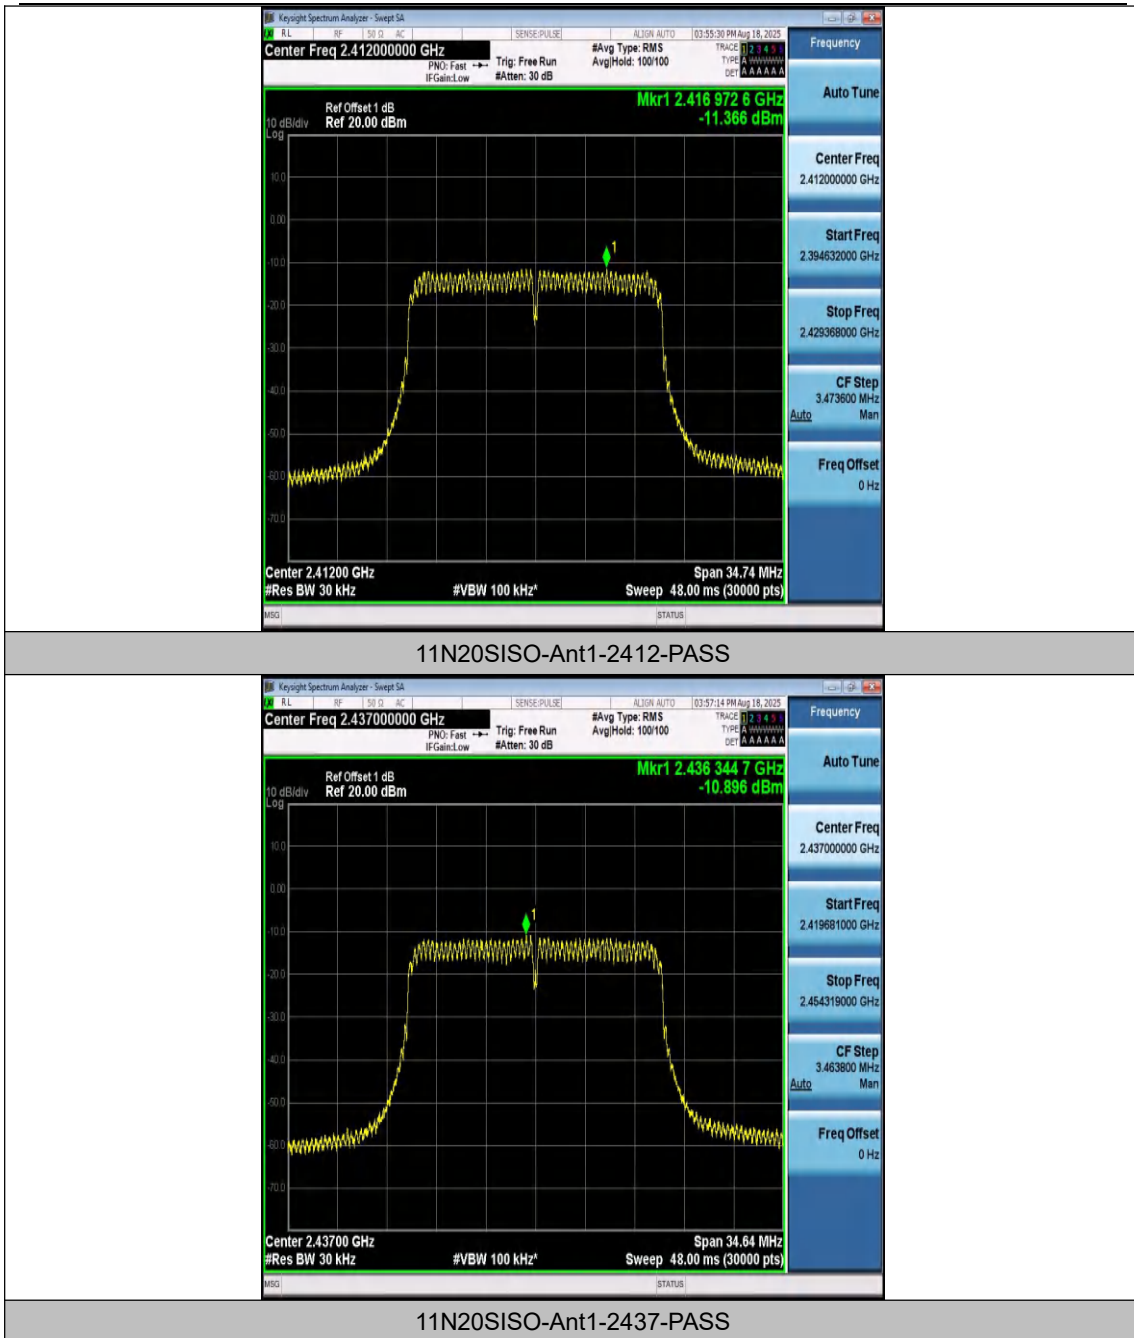 Keysight Spectrum Analyzer - Swept SA
RL RF 50 Ω AC SENSE:PULSE ALIGN AUTO 03:55:30 PM Aug 18, 2025
Center Freq 2.412000000 GHz #Avg Type: RMS TRACE 1 2 3 4 5 6 Frequency
PNO: Fast Trig: Free Run Avg|Hold: 100/100 TYPE A WWWWW
IFGain:Low #Atten: 30 dB DET A A A A A A
Auto Tune
Mkr1 2.416 972 6 GHz
Ref Offset 1 dB
10 dB/div Ref 20.00 dBm -11.366 dBm
Log
Center Freq
2.412000000 GHz
10.0
0.00
Start Freq
2.394632000 GHz
1
-10.0
-20.0
Stop Freq
2.429368000 GHz
-30.0
-40.0
CF Step
3.473600 MHz
Auto Man
-50.0
-60.0
Freq Offset
0 Hz
-70.0
Center 2.41200 GHz Span 34.74 MHz
#Res BW 30 kHz #VBW 100 kHz* Sweep 48.00 ms (30000 pts)
MSG STATUS
11N20SISO-Ant1-2412-PASS
Keysight Spectrum Analyzer - Swept SA
RL RF 50 Ω AC SENSE:PULSE ALIGN AUTO 03:57:14 PM Aug 18, 2025
Center Freq 2.437000000 GHz #Avg Type: RMS TRACE 1 2 3 4 5 6 Frequency
PNO: Fast Trig: Free Run Avg|Hold: 100/100 TYPE A WWWWW
IFGain:Low #Atten: 30 dB DET A A A A A A
Auto Tune
Mkr1 2.436 344 7 GHz
Ref Offset 1 dB
10 dB/div Ref 20.00 dBm -10.896 dBm
Log
Center Freq
2.437000000 GHz
10.0
0.00
Start Freq
2.419681000 GHz
1
-10.0
-20.0
Stop Freq
2.454319000 GHz
-30.0
-40.0
CF Step
3.463800 MHz
Auto Man
-50.0
-60.0
Freq Offset
0 Hz
-70.0
Center 2.43700 GHz Span 34.64 MHz
#Res BW 30 kHz #VBW 100 kHz* Sweep 48.00 ms (30000 pts)
MSG STATUS
11N20SISO-Ant1-2437-PASS